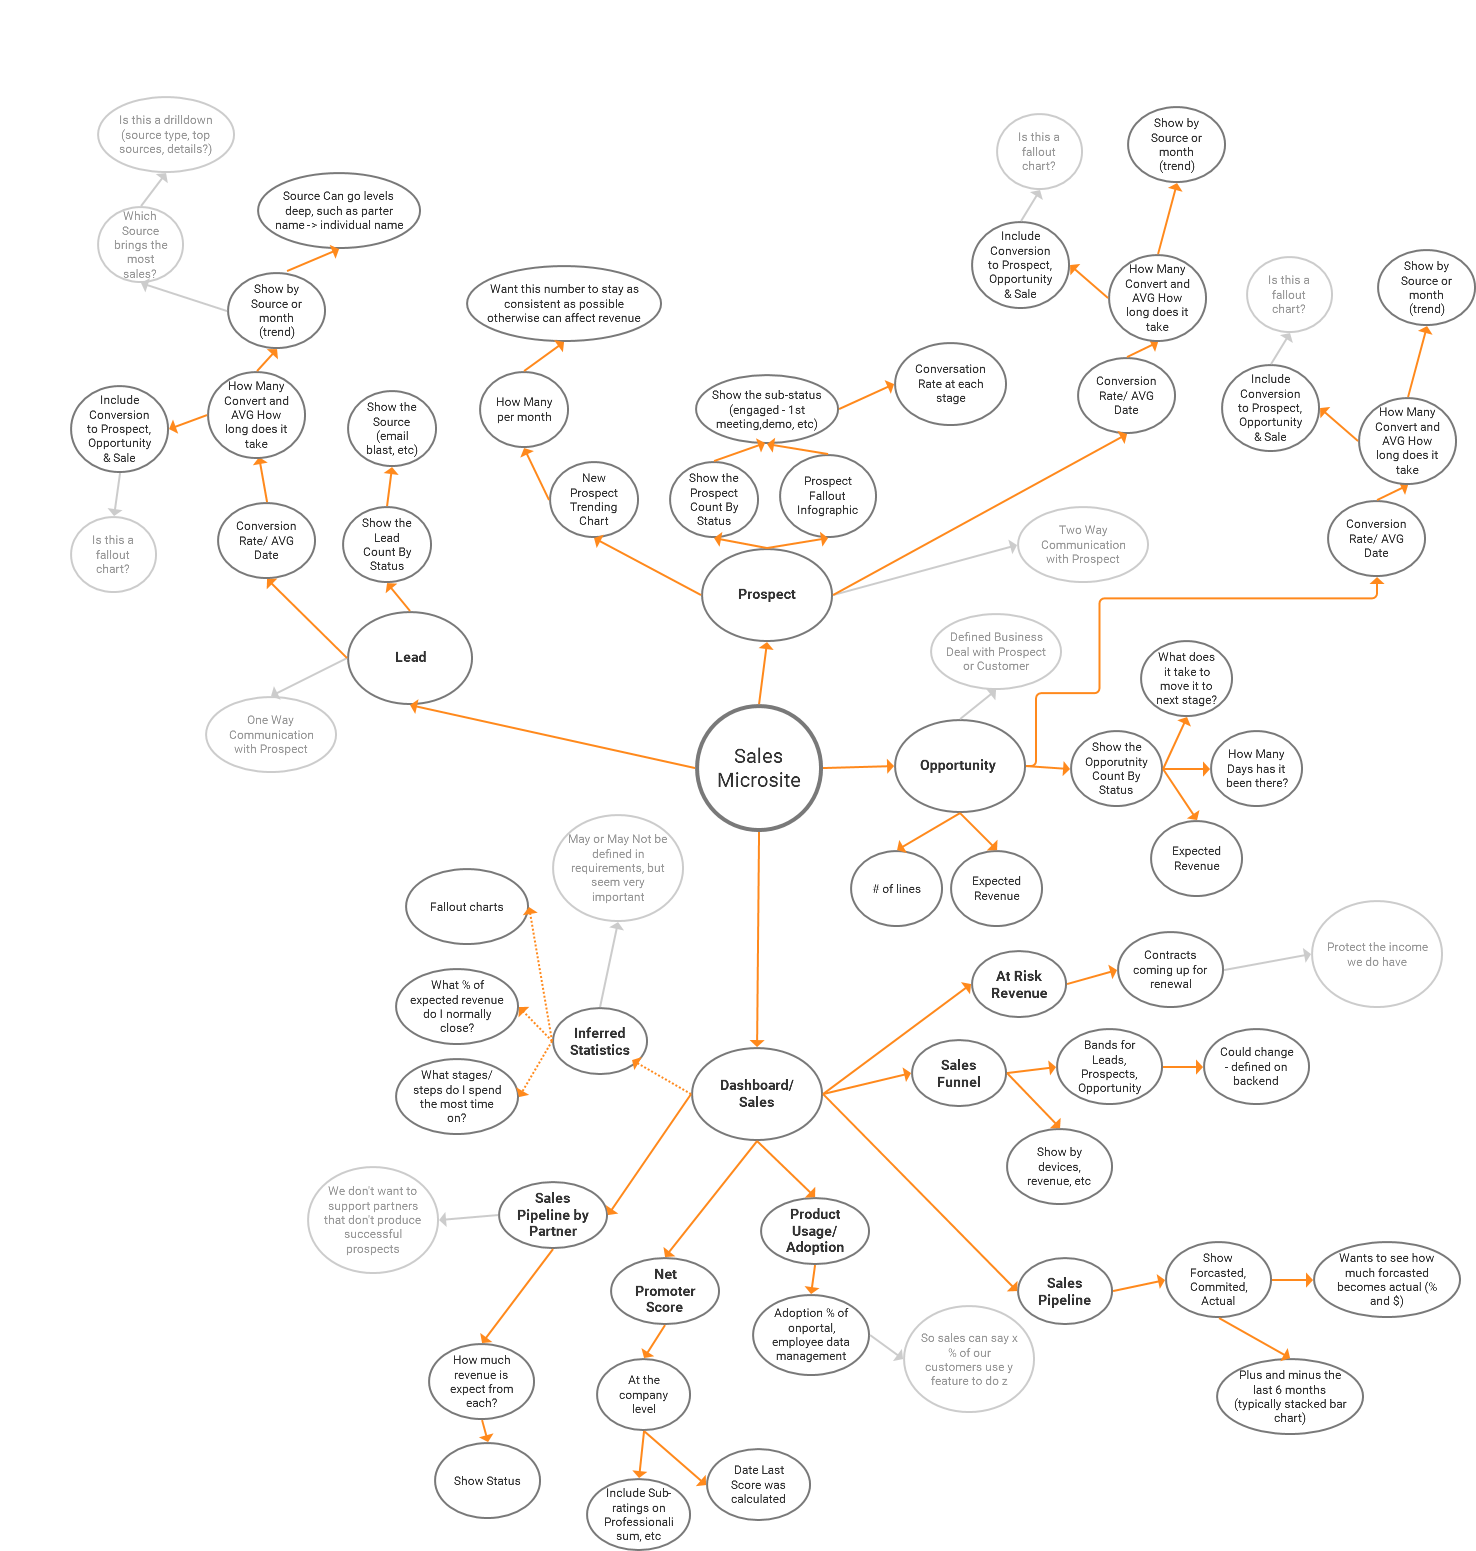 Is this a drilldown
(source type, top
sources, details?)
Which
Source
brings the
most
sales?
Source Can go levels
deep, such as parter
name -> individual name
Show by
Source or
month
(trend)
Include
Conversion
to Prospect,
Opportunity
& Sale
How Many
Convert and
AVG How
long does it
take
Show the
Source
(email
blast, etc)
Is this a
fallout
chart?
Conversion
Rate/ AVG
Date
Show the
Lead
Count By
Status
Lead
One Way
Communication
with Prospect
Want this number to stay as
consistent as possible
otherwise can affect revenue
How Many
per month
New
Prospect
Trending
Chart
Show the sub-status
(engaged - 1st
meeting,demo, etc)
Conversation
Rate at each
stage
Show the
Prospect
Count By
Status
Prospect
Fallout
Infographic
Prospect
Two Way
Communication
with Prospect
Is this a
fallout
chart?
Show by
Source or
month
(trend)
Include
Conversion
to Prospect,
Opportunity
& Sale
How Many
Convert and
AVG How
long does it
take
Conversion
Rate/ AVG
Date
Is this a
fallout
chart?
Show by
Source or
month
(trend)
Include
Conversion
to Prospect,
Opportunity
& Sale
How Many
Convert and
AVG How
long does it
take
Conversion
Rate/ AVG
Date
Defined Business
Deal with Prospect
or Customer
Sales
Microsite
Opportunity
Show the
Opporutnity
Count By
Status
What does
it take to
move it to
next stage?
How Many
Days has it
been there?
Expected
Revenue
# of lines
Expected
Revenue
May or May Not be
defined in
requirements, but
seem very
important
Fallout charts
What % of
expected revenue
do I normally
close?
What stages/
steps do I spend
the most time
on?
Inferred
Statistics
Dashboard/
Sales
At Risk
Revenue
Contracts
coming up for
renewal
Protect the income
we do have
Sales
Funnel
Bands for
Leads,
Prospects,
Opportunity
Could change
- defined on
backend
Show by
devices,
revenue, etc
We don't want to
support partners
that don't produce
successful
prospects
Sales
Pipeline by
Partner
How much
revenue is
expect from
each?
Show Status
Net
Promoter
Score
At the
company
level
Include Sub-
ratings on
Professionali
sum, etc
Date Last
Score was
calculated
Product
Usage/
Adoption
Adoption % of
onportal,
employee data
management
So sales can say x
% of our
customers use y
feature to do z
Sales
Pipeline
Show
Forcasted,
Commited,
Actual
Wants to see how
much forcasted
becomes actual (%
and $)
Plus and minus the
last 6 months
(typically stacked bar
chart)